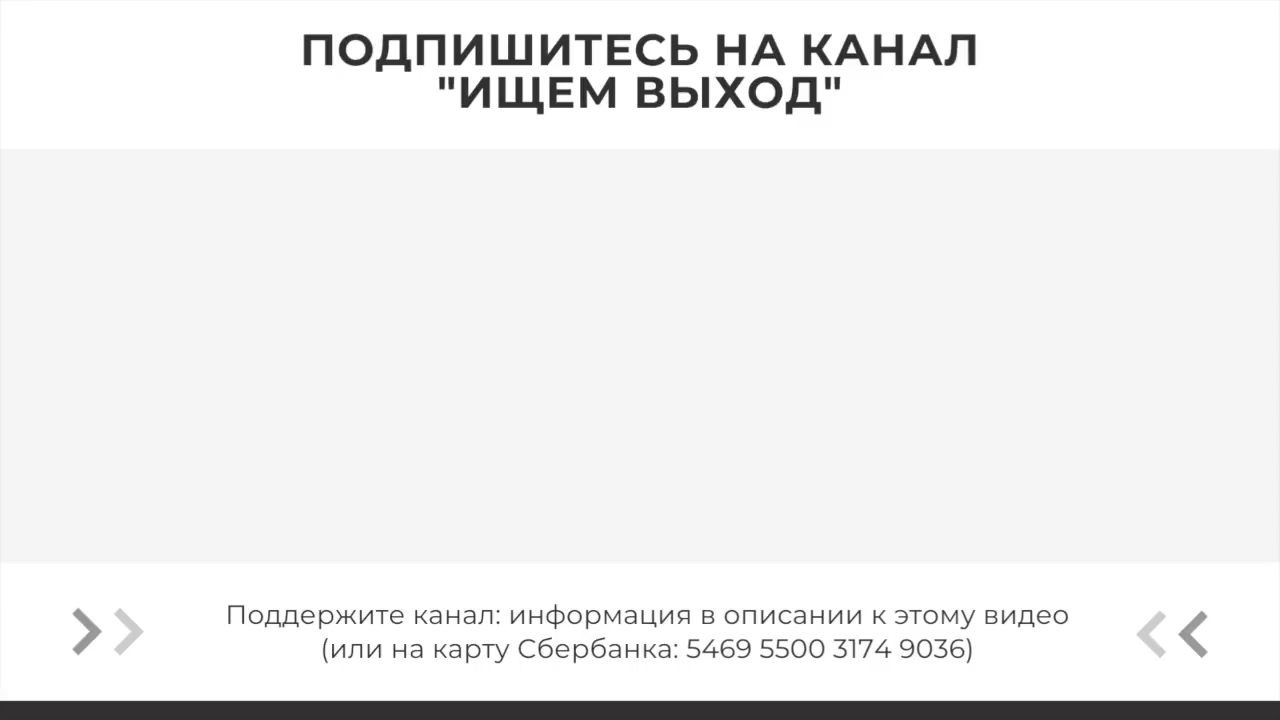 ПОДПИШИТЕСЬ НА КАНАЛ
"ИЩЕМ ВЫХОД"
Поддержите канал: информация в описании к этому видео
(или на карту Сбербанка: 5469 5500 3174 9036)